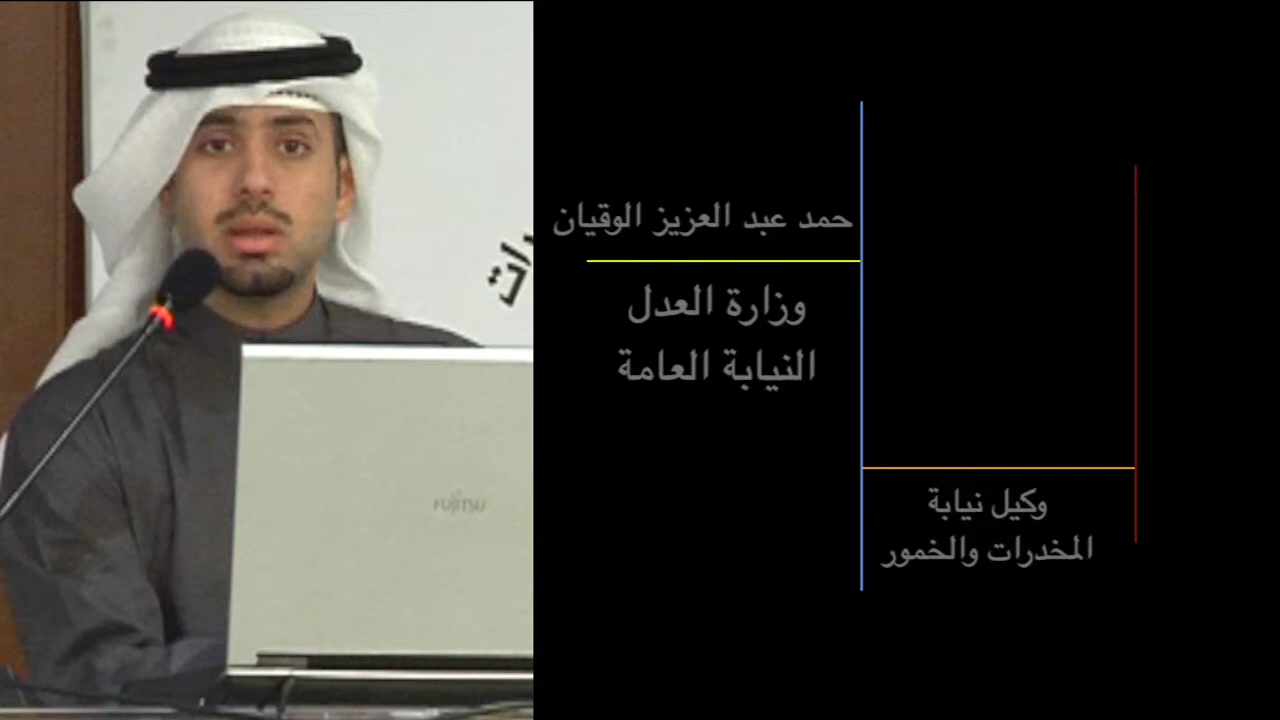 حمد عبد العزيز الوقيان
وزارة العدل
النيابة العامة
وكيل نيابة
المخدرات والخمور
FUJITSU